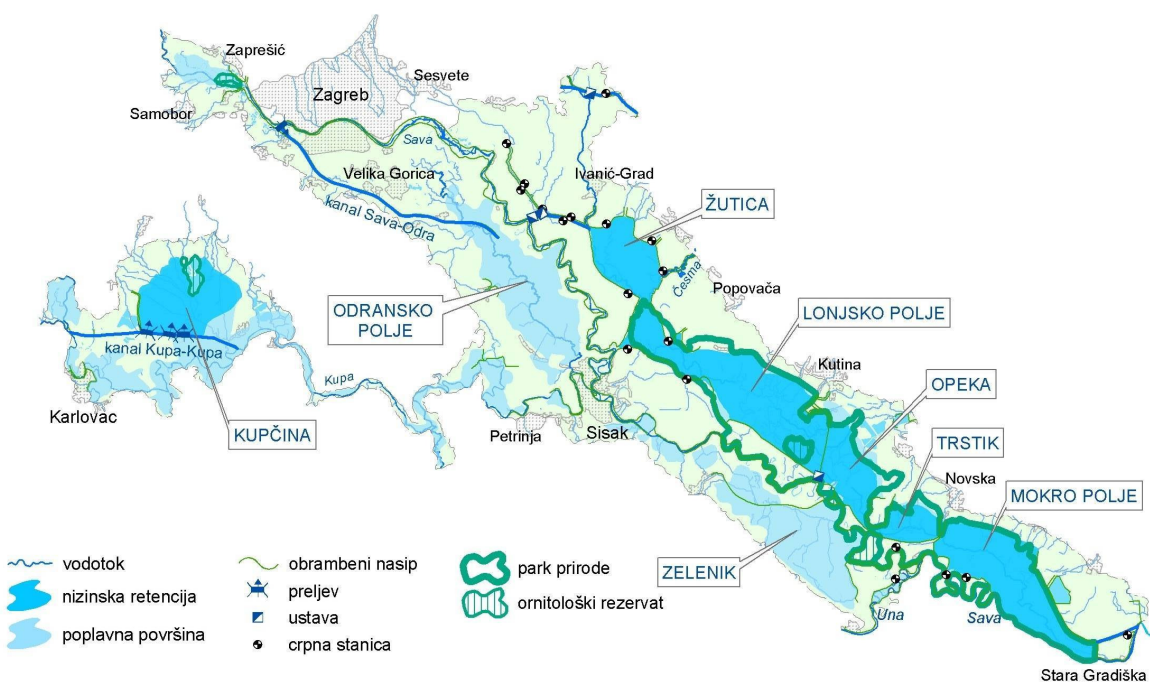 Zaprešić
Sesvete
Zagreb
Samobor
Sava
Velika Gorica
Ivanić-Grad
ŽUTICA
kanal Sava-Odra
Česma
Popovača
ODRANSKO
POLJE
LONJSKO POLJE
kanal Kupa-Kupa
Kutina
OPEKA
Kupa
Karlovac
KUPČINA
Petrinja
Sisak
TRSTIK
Novska
MOKRO POLJE
ZELENIK
Una
Sava
Stara Gradiška
vodotok
nizinska retencija
poplavna površina
obrambeni nasip
preljev
ustava
crpna stanica
park prirode
ornitološki rezervat